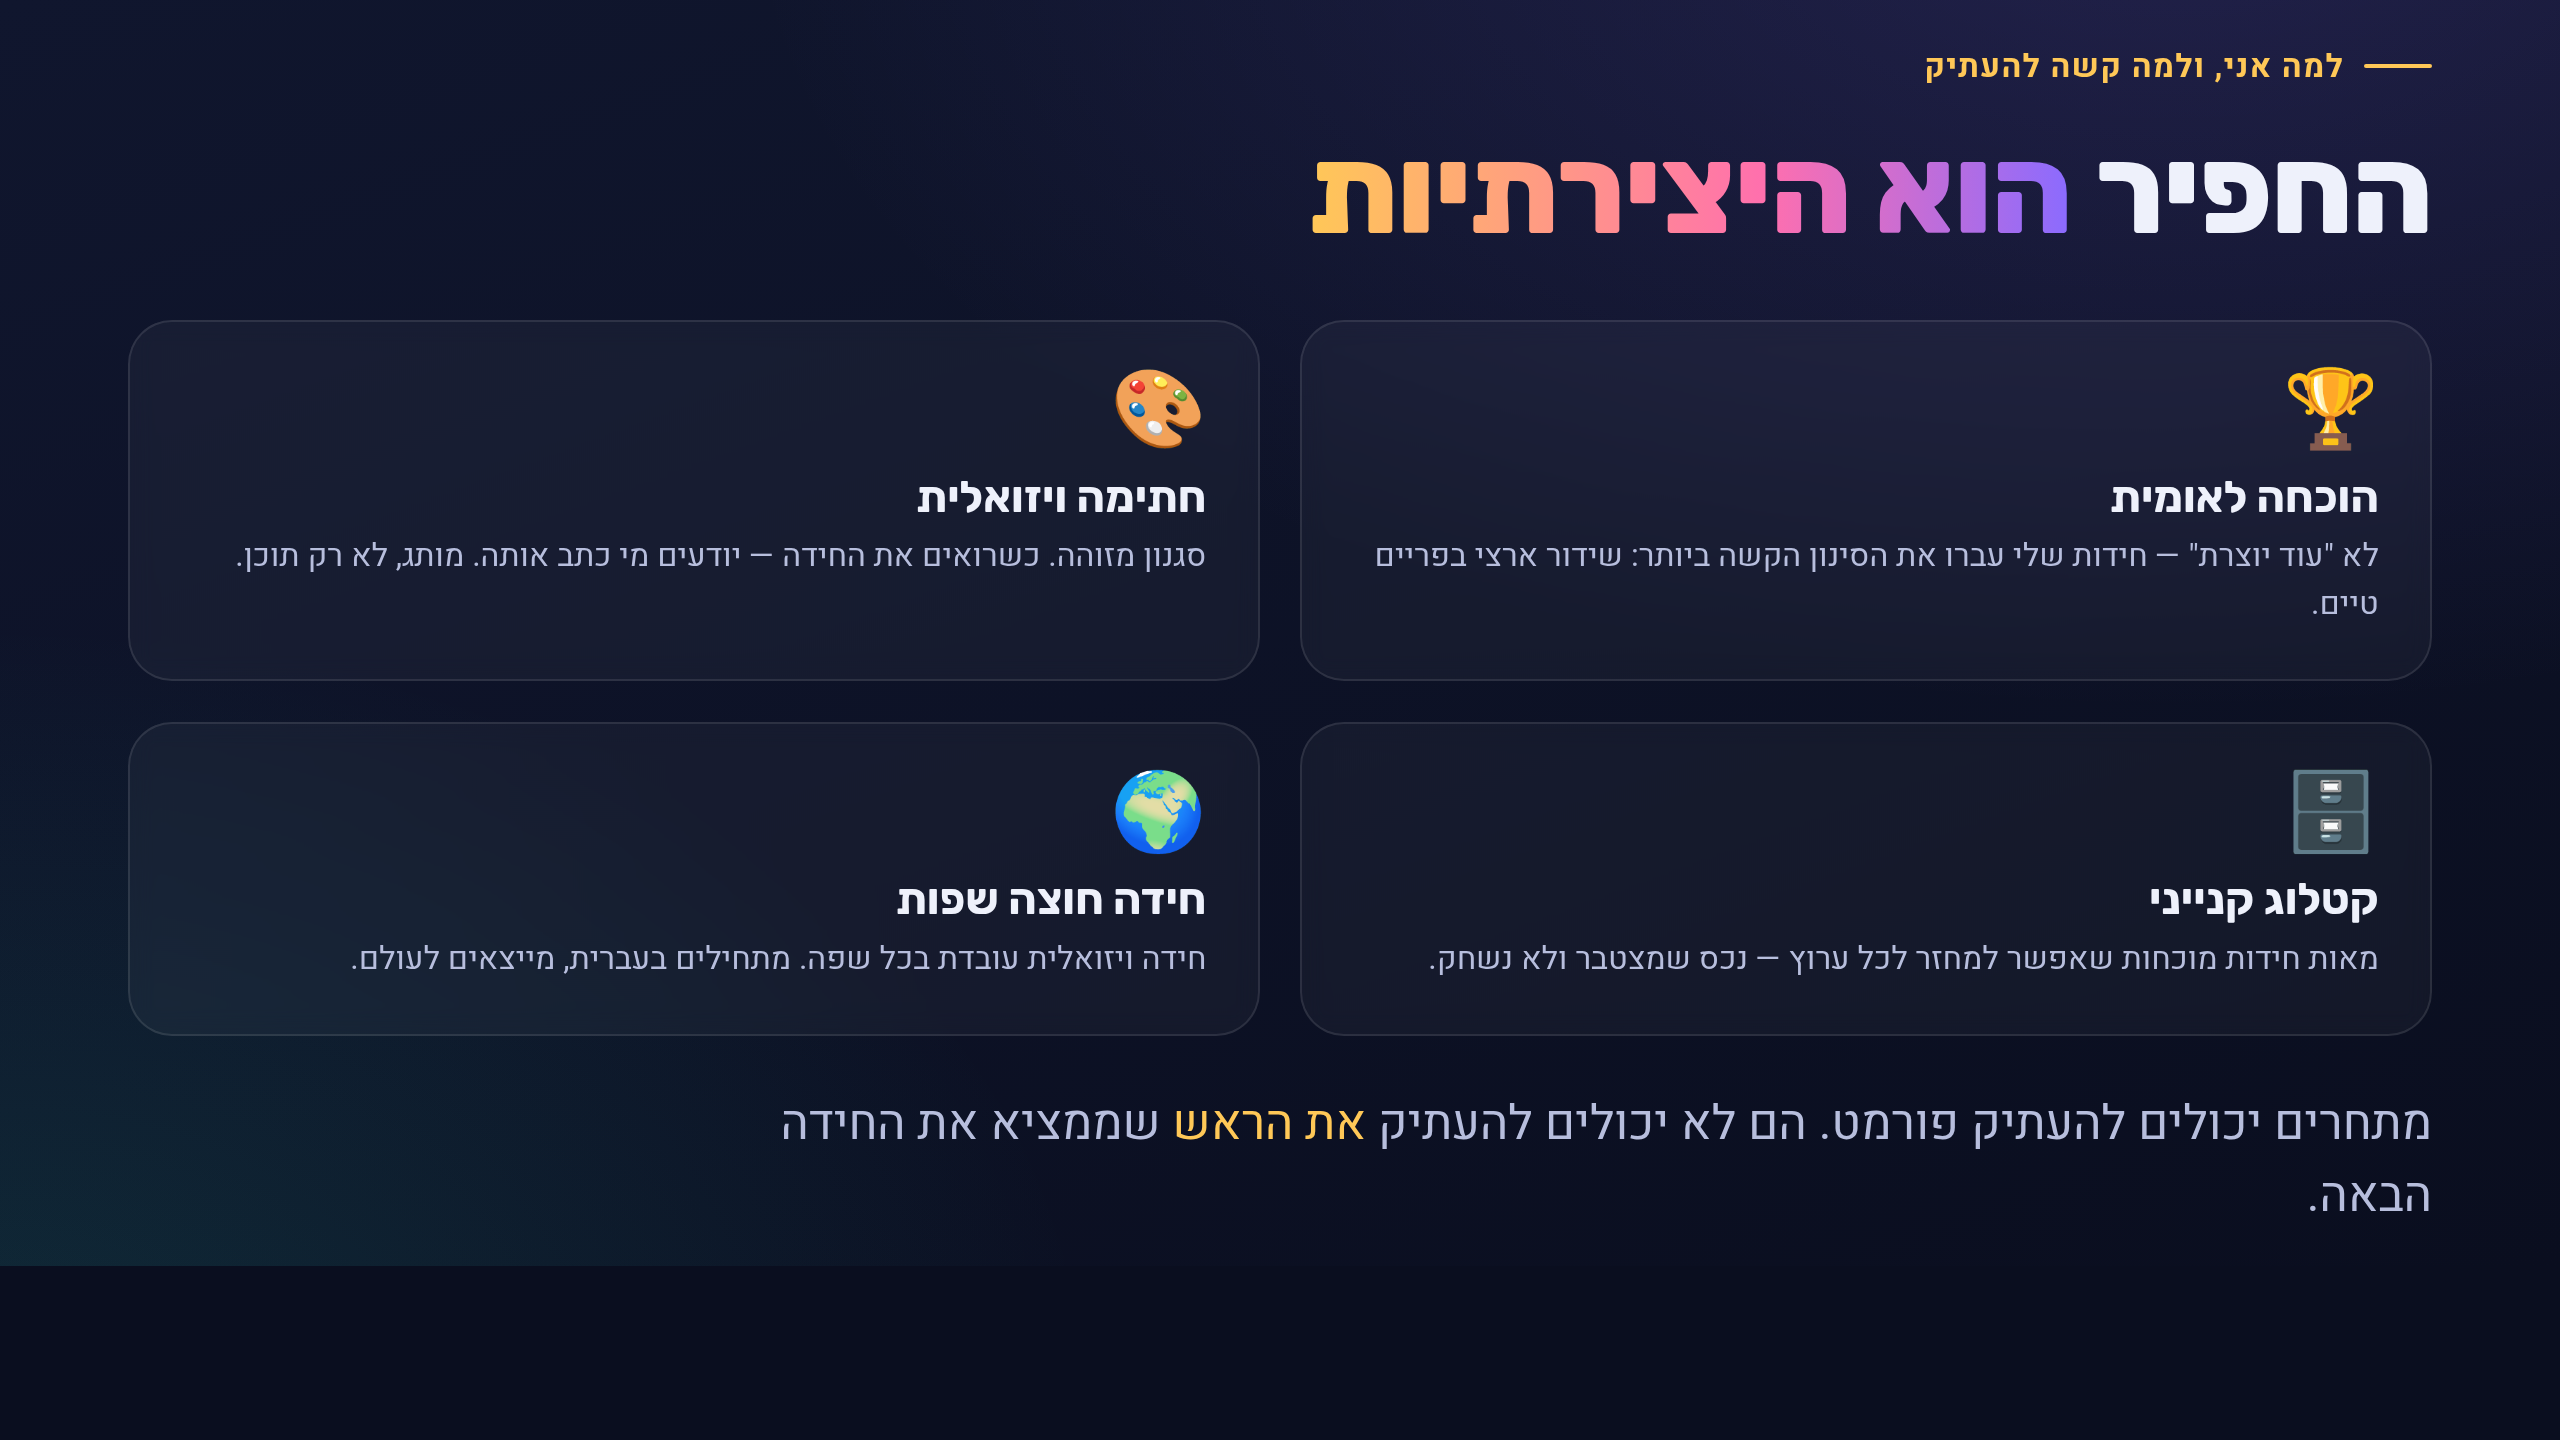 למה אני, ולמה קשה להעתיק
החפיר הוא היצירתיות
הוכחה לאומית
לא "עוד יוצרת" — חידות שלי עברו את הסינון הקשה ביותר: שידור ארצי בפריים
טיים.
חתימה ויזואלית
סגנון מזוהה. כשרואים את החידה — יודעים מי כתב אותה. מותג, לא רק תוכן.
קטלוג קנייני
מאות חידות מוכחות שאפשר למחזר לכל ערוץ — נכס שמצטבר ולא נשחק.
חידה חוצה שפות
חידה ויזואלית עובדת בכל שפה. מתחילים בעברית, מייצאים לעולם.
מתחרים יכולים להעתיק פורמט. הם לא יכולים להעתיק את הראש שממציא את החידה
הבאה.